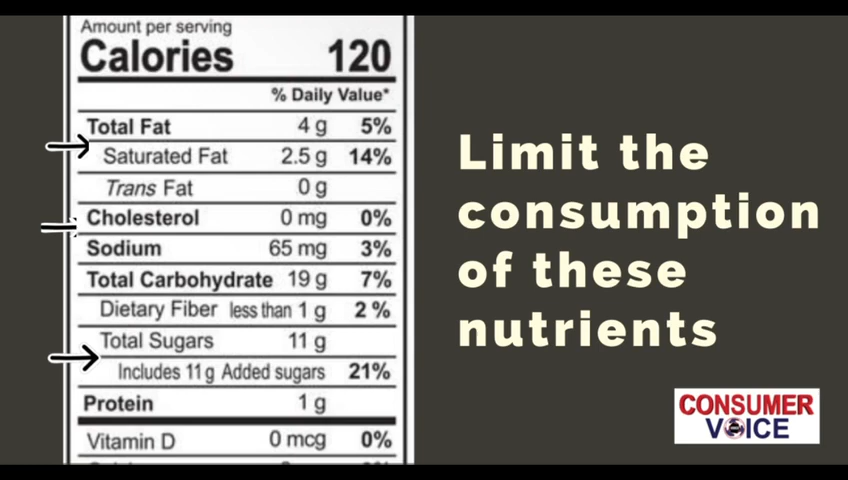 Amount per serving
Calories 120
% Daily Value*
Total Fat 4 g 5%
Saturated Fat 2.5 g 14%
Trans Fat 0 g
Cholesterol 0 mg 0%
Sodium 65 mg 3%
Total Carbohydrate 19 g 7%
Dietary Fiber less than 1 g 2 %
Total Sugars 11 g
Includes 11 g Added sugars 21%
Protein 1 g
Vitamin D 0 mcg 0%
Limit the
consumption
of these
nutrients
CONSUMER
VOICE